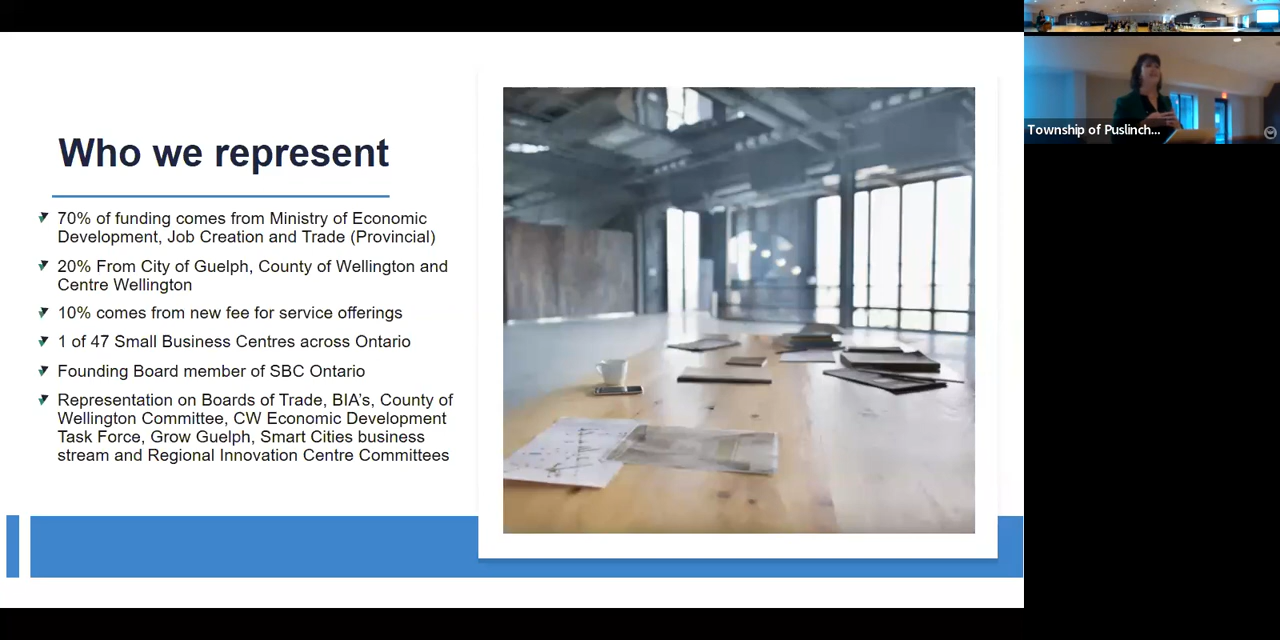 Who we represent
70% of funding comes from Ministry of Economic
Development, Job Creation and Trade (Provincial)
20% From City of Guelph, County of Wellington and
Centre Wellington
10% comes from new fee for service offerings
1 of 47 Small Business Centres across Ontario
Founding Board member of SBC Ontario
Representation on Boards of Trade, BIA's, County of
Wellington Committee, CW Economic Development
Task Force, Grow Guelph, Smart Cities business
stream and Regional Innovation Centre Committees
Township of Puslinch...